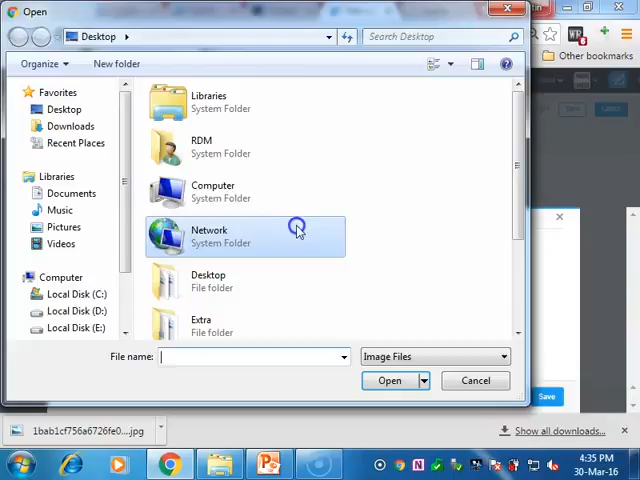 Open
Desktop
Search Desktop
Organize
New folder
Other bookmarks
Favorites
Desktop
Downloads
Recent Places
Libraries
Documents
Music
Pictures
Videos
Computer
Local Disk (C:)
Local Disk (D:)
Local Disk (E:)
Libraries
System Folder
RDM
System Folder
Computer
System Folder
Network
System Folder
Desktop
File folder
Extra
File folder
File name:
Image Files
Open
Cancel
Save
1bab1cf756a6726fe0....jpg
Show all downloads...
4:35 PM
30-Mar-16